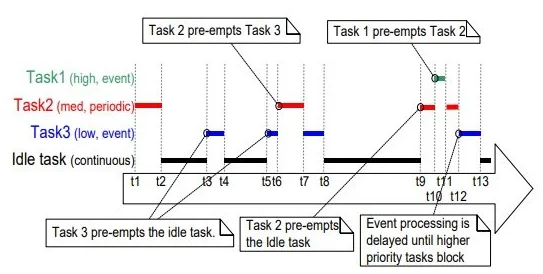 Task 2 pre-empts Task 3
Task 1 pre-empts Task 2
Task1 (high, event)
Task2 (med, periodic)
Task3 (low, event)
Idle task (continuous)
t1 t2 t3 t4 t5 t6 t7 t8 t9 t11 t13
t10 t12
Task 3 pre-empts the idle task.
Task 2 pre-empts
the Idle task
Event processing is
delayed until higher
priority tasks block